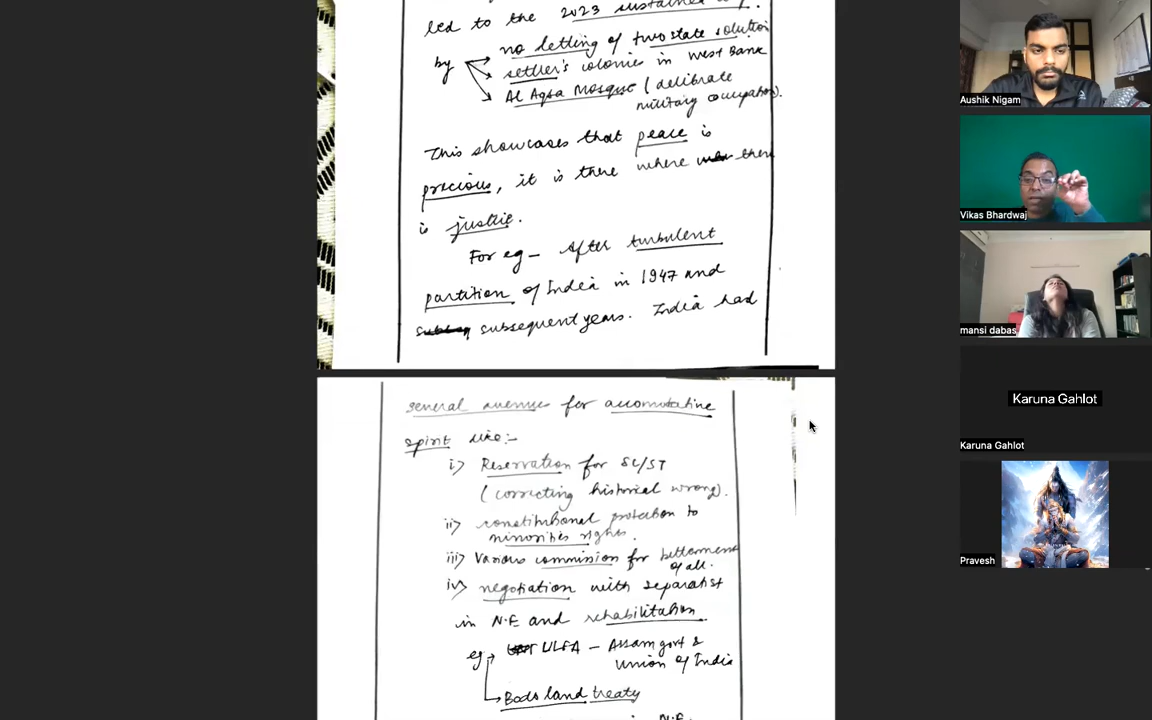 led to the 2023 sustained
by → no letting of two state solution
→ settler's colonies in West Bank
→ Al Aqsa Mosque (delibrate
military occupation).
This showcases that peace is
precious, it is there where there
is justice.
For eg - After turbulent
partition of India in 1947 and
subsequent years. India had
several avenues for accomotative
spirit like:-
i) Reservation for SC/ST
(correcting historical wrong).
ii) constitutional protection to
minorities rights.
iii) Various commission for betterment
of all.
iv) negotiation with separatist
in N.E and rehabilitation.
eg → ULFA - Assam govt &
Union of India
→ Bodoland treaty
N.E.
Aushik Nigam
Vikas Bhardwaj
mansi dabas
Karuna Gahlot
Karuna Gahlot
Pravesh